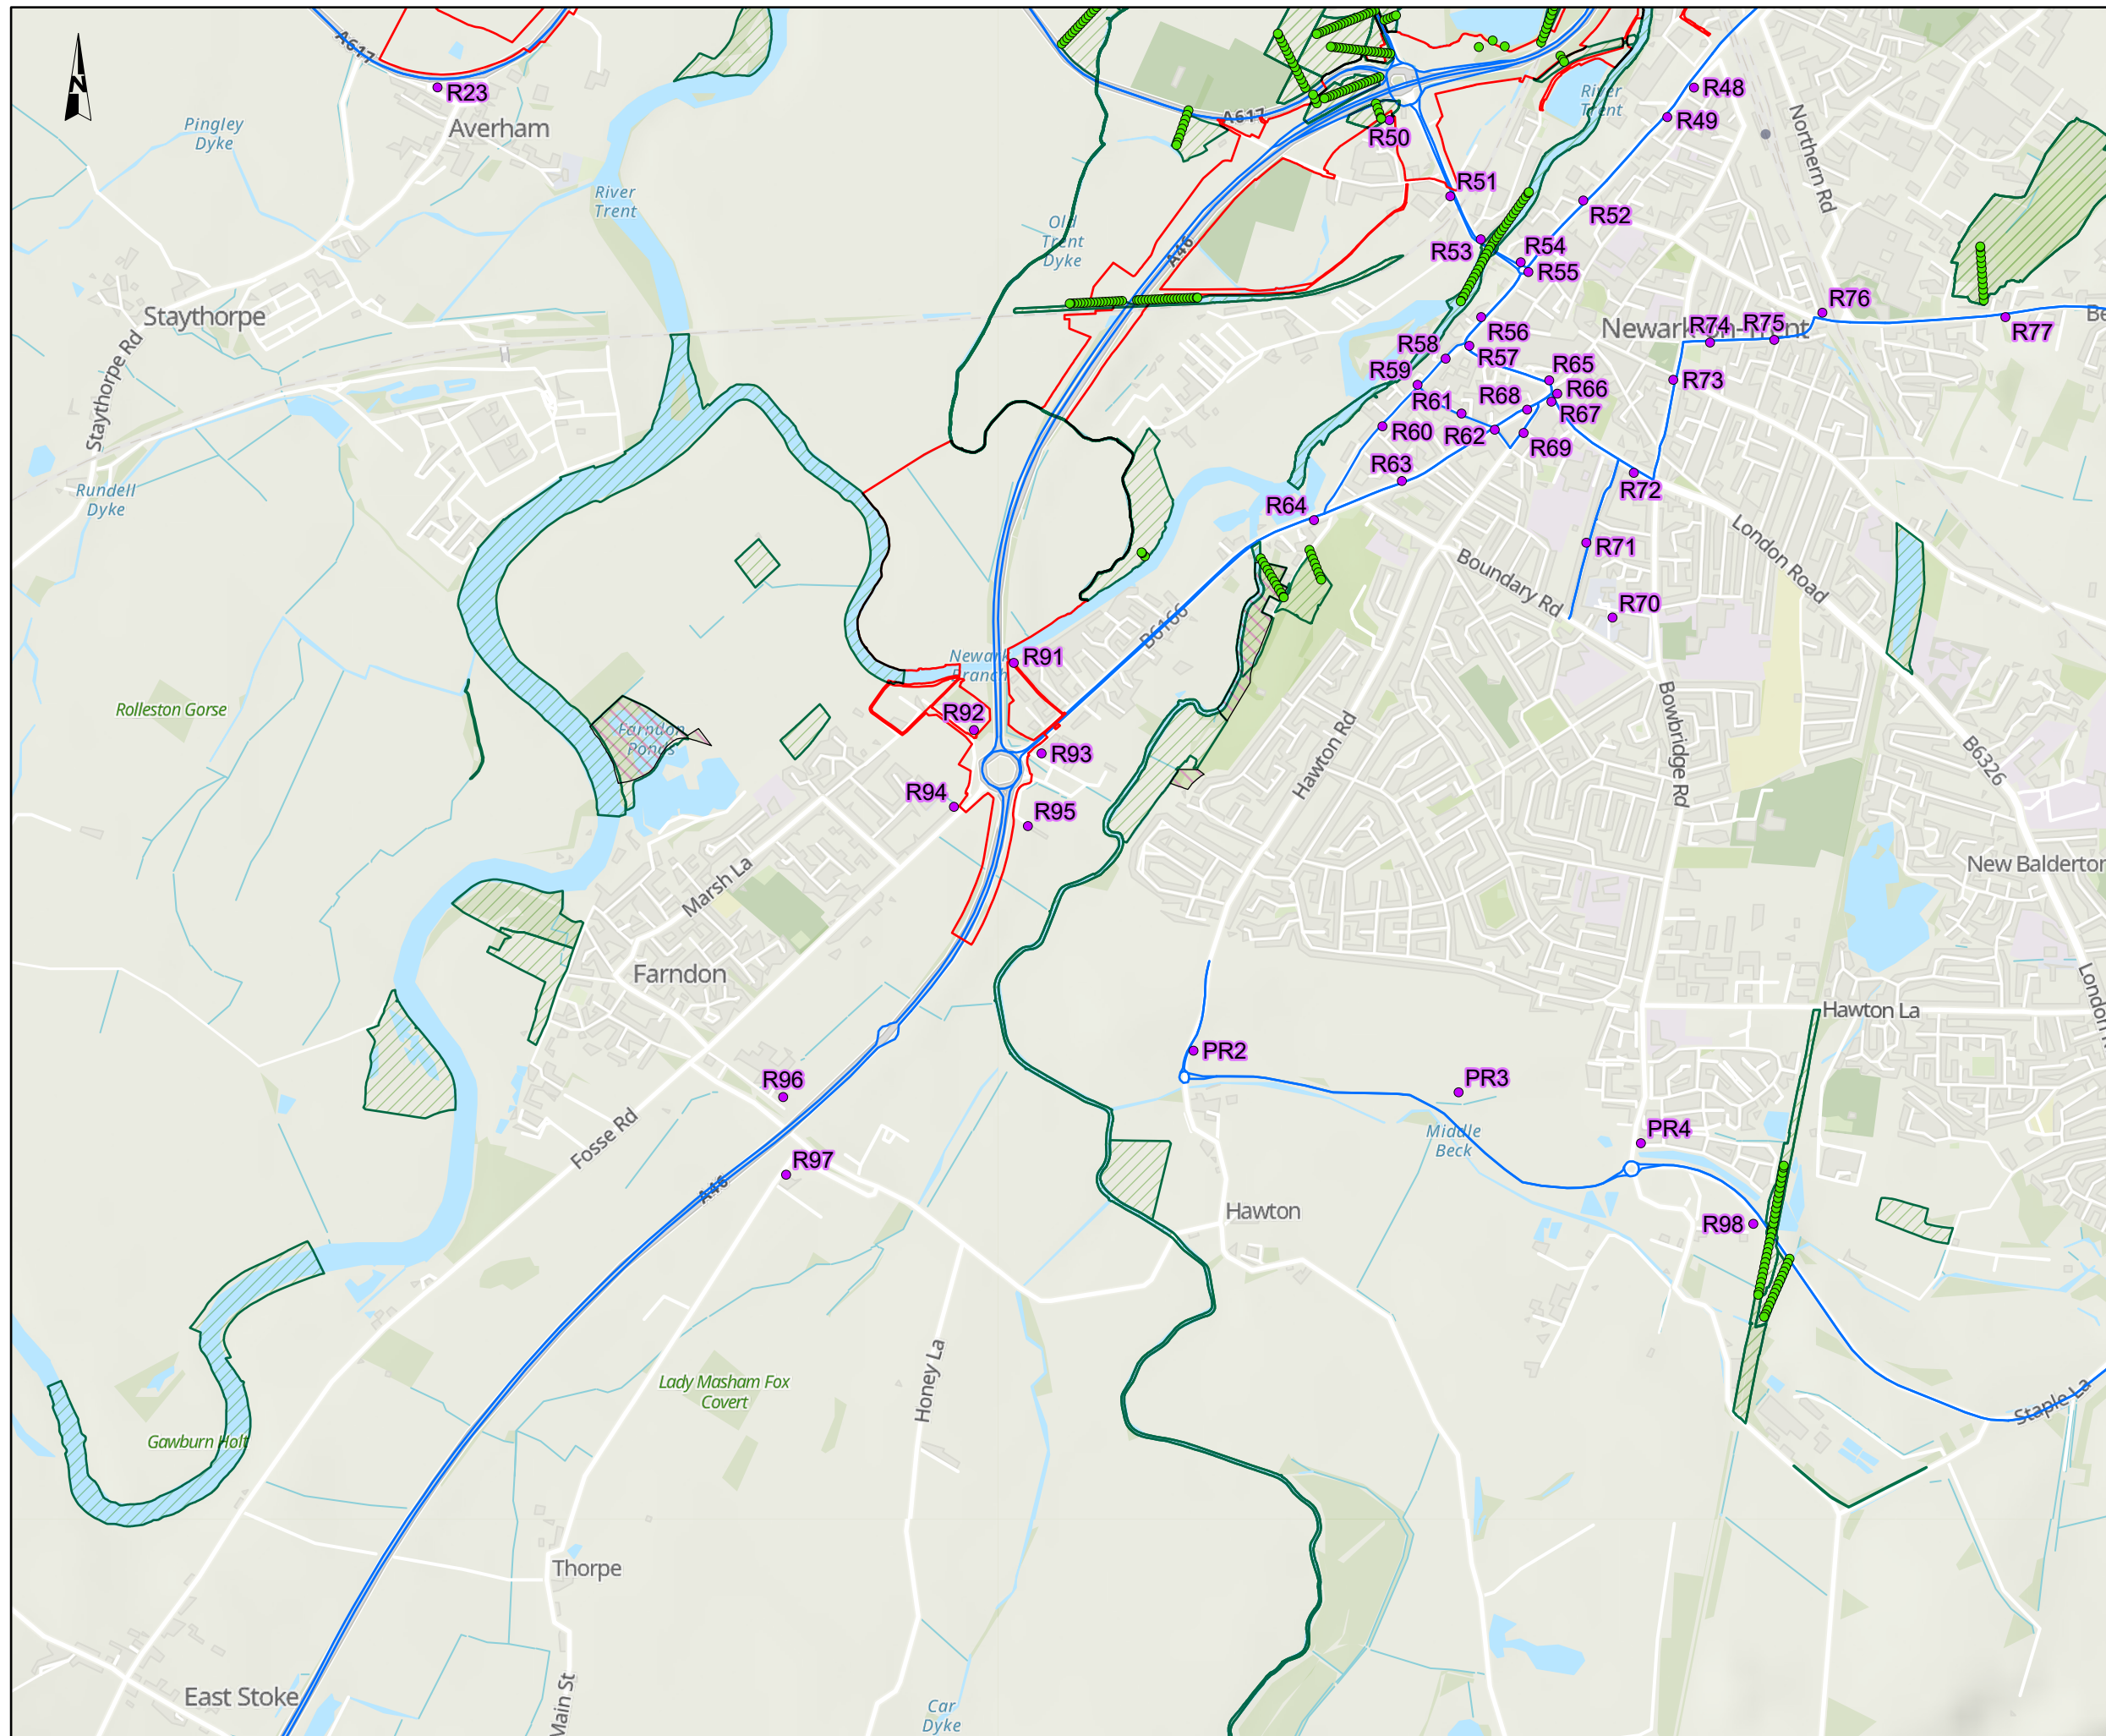 A617
N
R23
Averham
Pingley
Dyke
River
Trent
Old
Trent
Dyke
A617
R50
River
Trent
R48
R49
Northern Rd
R51
R52
R53
R54
R55
A46
Staythorpe
Staythorpe Rd
Rundell
Dyke
R56
Newark-on-Trent
R74
R75
R76
R77
Be
R58
R57
R59
R65
R61
R68
R66
R67
R73
R60
R62
R69
R63
R72
R64
R71
London Road
Boundary Rd
R70
B6166
Newark
Branch
R91
R92
R93
R94
R95
Rolleston Gorse
Farndon
Ponds
Hawton Rd
Bowbridge Rd
B6326
New Balderton
Marsh La
Farndon
London R
Hawton La
PR2
PR3
PR4
R96
Middle
Beck
Fosse Rd
R97
A46
Hawton
R98
Lady Masham Fox
Covert
Honey La
Gawburn Holt
Staple La
Thorpe
East Stoke
Main St
Car
Dyke